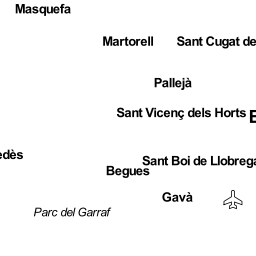 Masquefa
Martorell
Sant Cugat de
Pallejà
Sant Vicenç dels Horts
edès
Sant Boi de Llobrega
Begues
Gavà
Parc del Garraf